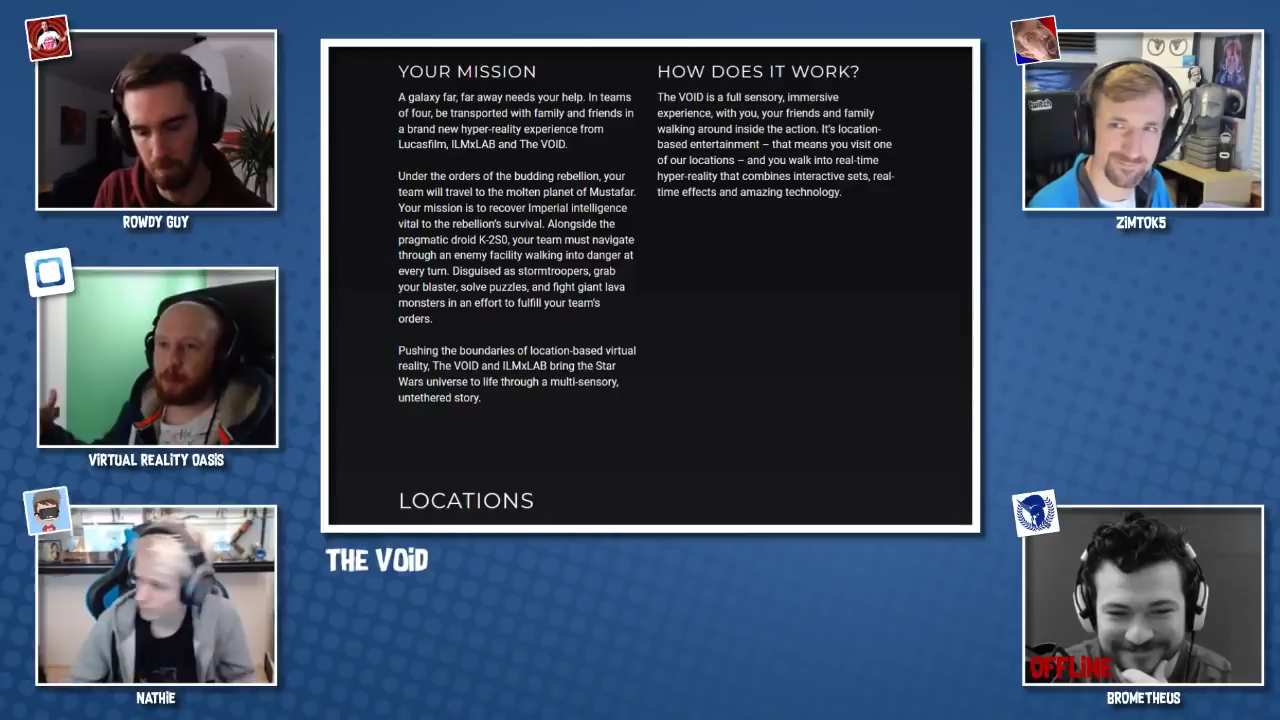 YOUR MISSION
A galaxy far, far away needs your help. In teams
of four, be transported with family and friends in
a brand new hyper-reality experience from
Lucasfilm, ILMxLAB and The VOID.
Under the orders of the budding rebellion, your
team will travel to the molten planet of Mustafar.
Your mission is to recover Imperial intelligence
vital to the rebellion's survival. Alongside the
pragmatic droid K-2S0, your team must navigate
through an enemy facility walking into danger at
every turn. Disguised as stormtroopers, grab
your blaster, solve puzzles, and fight giant lava
monsters in an effort to fulfill your team's
orders.
Pushing the boundaries of location-based virtual
reality, The VOID and ILMxLAB bring the Star
Wars universe to life through a multi-sensory,
untethered story.
HOW DOES IT WORK?
The VOID is a full sensory, immersive
experience, with you, your friends and family
walking around inside the action. It's location-
based entertainment – that means you visit one
of our locations – and you walk into real-time
hyper-reality that combines interactive sets, real-
time effects and amazing technology.
LOCATIONS
THE VOID
ROWDY GUY
VIRTUAL REALITY OASIS
NATHIE
twitch
ZIMTOK5
OFFLINE
BROMETHEUS